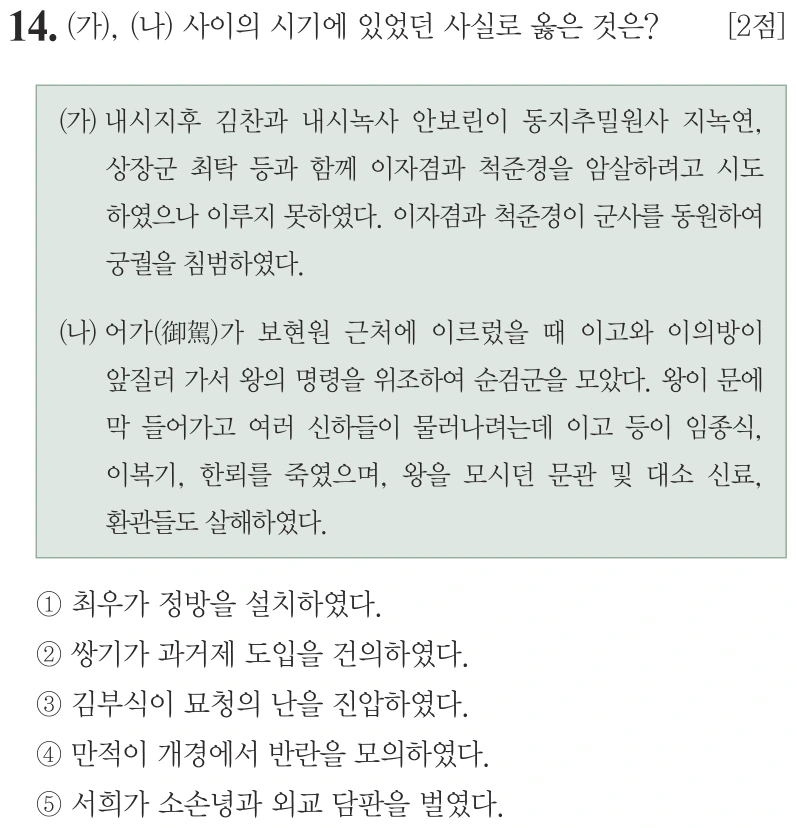 14. (가), (나) 사이의 시기에 있었던 사실로 옳은 것은? [2점]
(가) 내시지후 김찬과 내시녹사 안보린이 동지추밀원사 지녹연,
상장군 최탁 등과 함께 이자겸과 척준경을 암살하려고 시도
하였으나 이루지 못하였다. 이자겸과 척준경이 군사를 동원하여
궁궐을 침범하였다.
(나) 어가(御駕)가 보현원 근처에 이르렀을 때 이고와 이의방이
앞질러 가서 왕의 명령을 위조하여 순검군을 모았다. 왕이 문에
막 들어가고 여러 신하들이 물러나려는데 이고 등이 임종식,
이복기, 한뢰를 죽였으며, 왕을 모시던 문관 및 대소 신료,
환관들도 살해하였다.
① 최우가 정방을 설치하였다.
② 쌍기가 과거제 도입을 건의하였다.
③ 김부식이 묘청의 난을 진압하였다.
④ 만적이 개경에서 반란을 모의하였다.
⑤ 서희가 소손녕과 외교 담판을 벌였다.